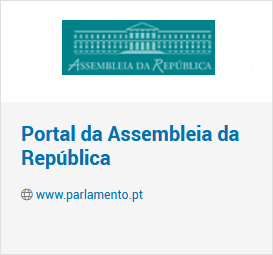 ASSEMBLEIA DA REPÚBLICA
Portal da Assembleia da
República
www.parlamento.pt